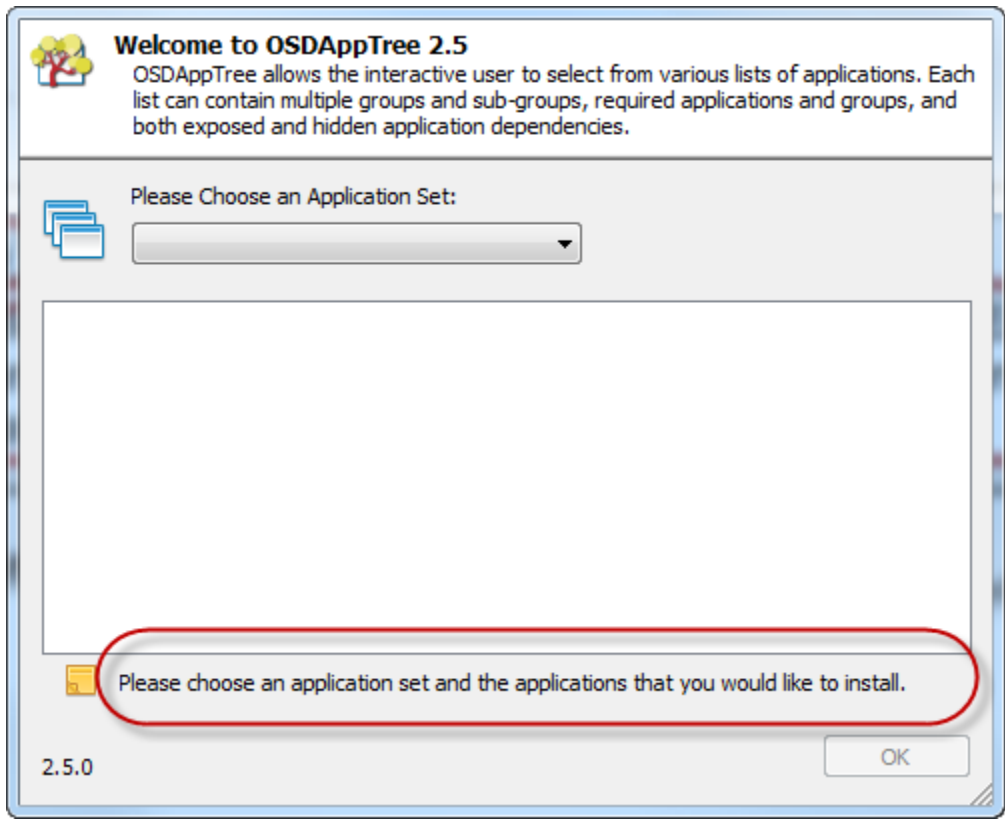 Welcome to OSDAppTree 2.5
OSDAppTree allows the interactive user to select from various lists of applications. Each
list can contain multiple groups and sub-groups, required applications and groups, and
both exposed and hidden application dependencies.
Please Choose an Application Set:
Please choose an application set and the applications that you would like to install.
2.5.0
OK